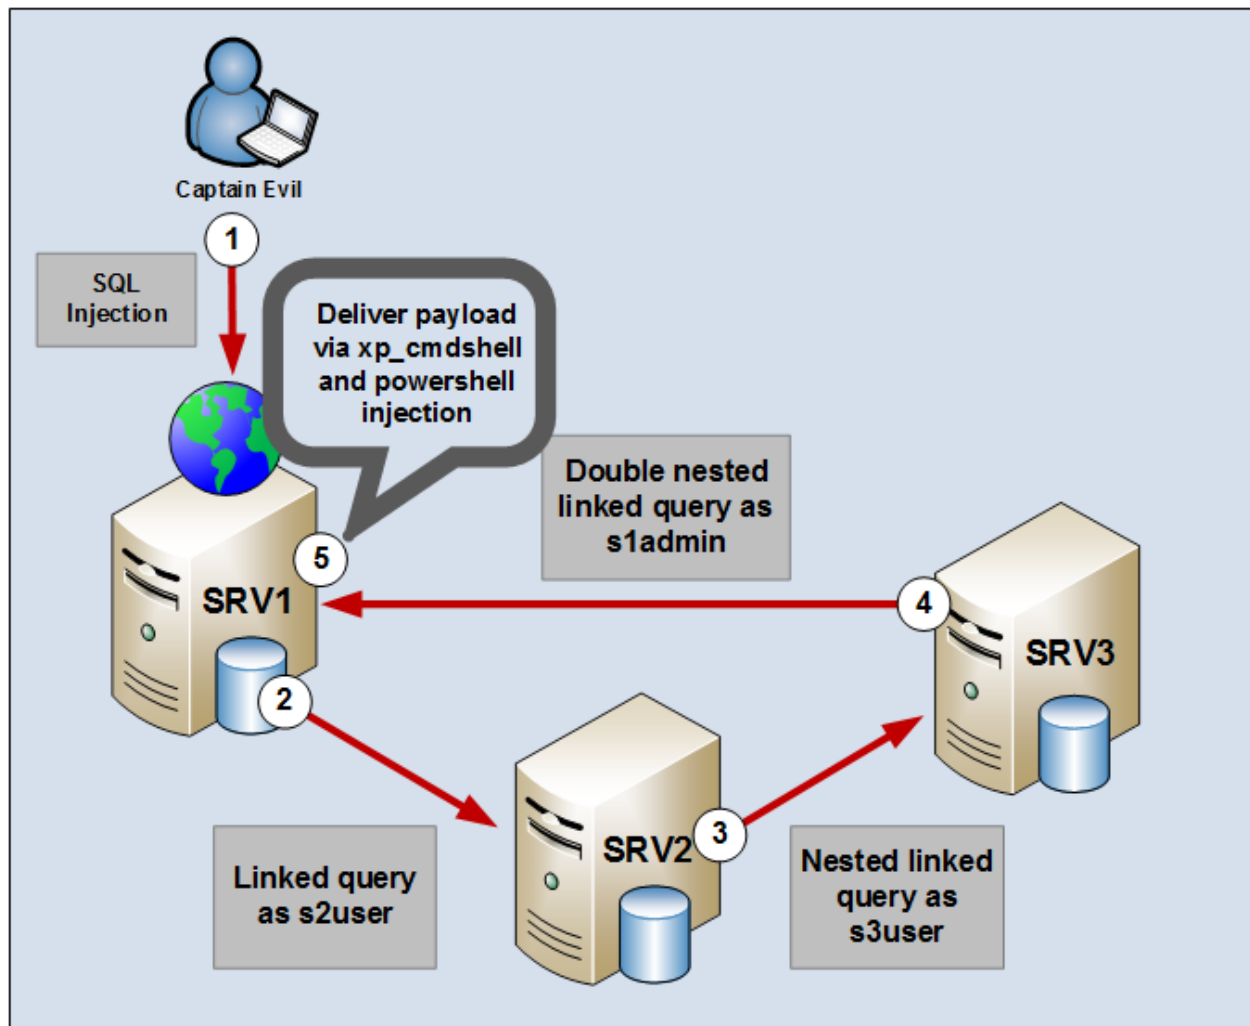 Captain Evil
1
SQL
Injection
Deliver payload
via xp_cmdshell
and powershell
injection
Double nested
linked query as
s1admin
5
SRV1
4
SRV3
2
3
SRV2
Linked query
as s2user
Nested linked
query as
s3user